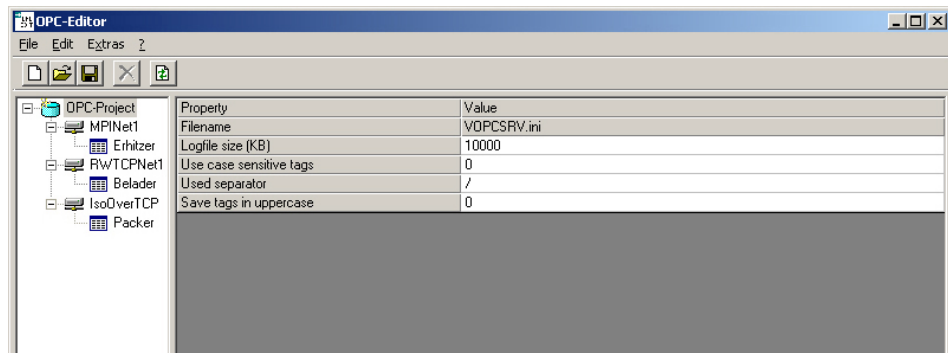 OPC-Editor
File Edit Extras ?
OPC-Project
MPINet1
Erhitzer
RWTCPNet1
Belader
IsoOverTCP
Packer
Property Value
Filename VOPCSRV.ini
Logfile size (KB) 10000
Use case sensitive tags 0
Used separator /
Save tags in uppercase 0